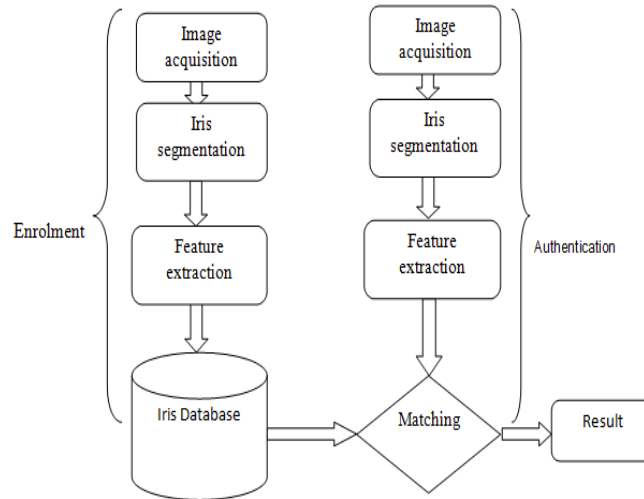 Image
acquisition
Iris
segmentation
Feature
extraction
Iris Database
Enrolment
Image
acquisition
Iris
segmentation
Feature
extraction
Matching
Authentication
Result